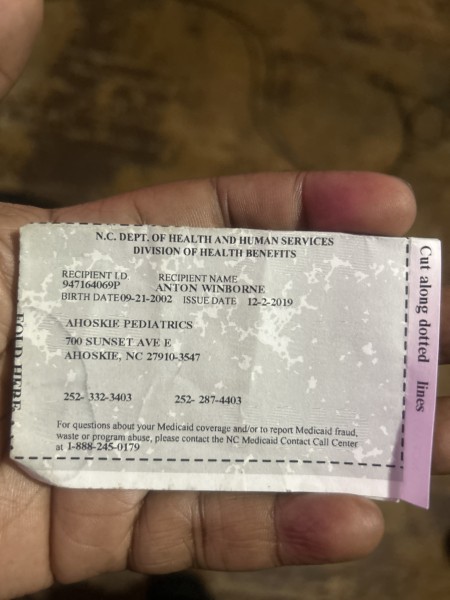 N.C. DEPT. OF HEALTH AND HUMAN SERVICES
DIVISION OF HEALTH BENEFITS
RECIPIENT I.D. RECIPIENT NAME
947164069P ANTON WINBORNE
BIRTH DATE 09-21-2002 ISSUE DATE 12-2-2019
AHOSKIE PEDIATRICS
700 SUNSET AVE E
AHOSKIE, NC 27910-3547
252- 332-3403 252- 287-4403
For questions about your Medicaid coverage and/or to report Medicaid fraud,
waste or program abuse, please contact the NC Medicaid Contact Call Center
at 1-888-245-0179
FOLD HERE
Cut along dotted lines